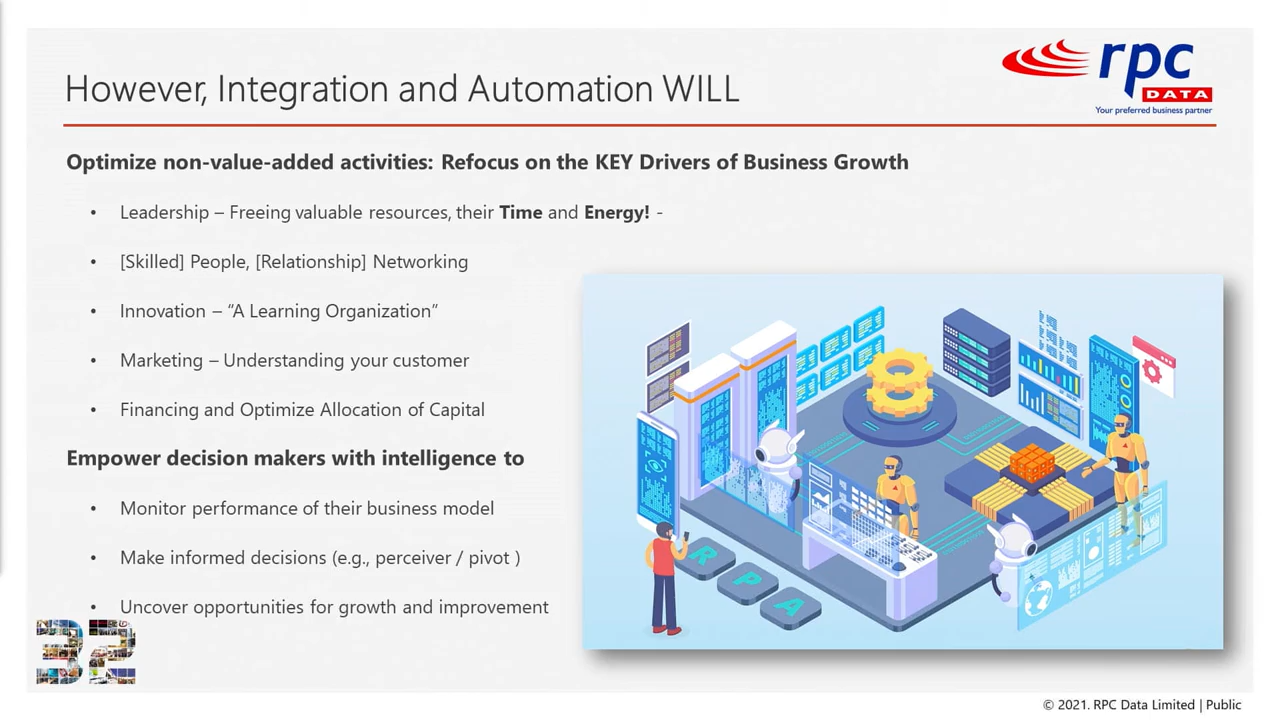 However, Integration and Automation WILL
rpc
DATA
Your preferred business partner
Optimize non-value-added activities: Refocus on the KEY Drivers of Business Growth
• Leadership – Freeing valuable resources, their Time and Energy! -
• [Skilled] People, [Relationship] Networking
• Innovation – “A Learning Organization”
• Marketing – Understanding your customer
• Financing and Optimize Allocation of Capital
Empower decision makers with intelligence to
• Monitor performance of their business model
• Make informed decisions (e.g., perceiver / pivot )
• Uncover opportunities for growth and improvement
R
P
A
32
© 2021. RPC Data Limited | Public